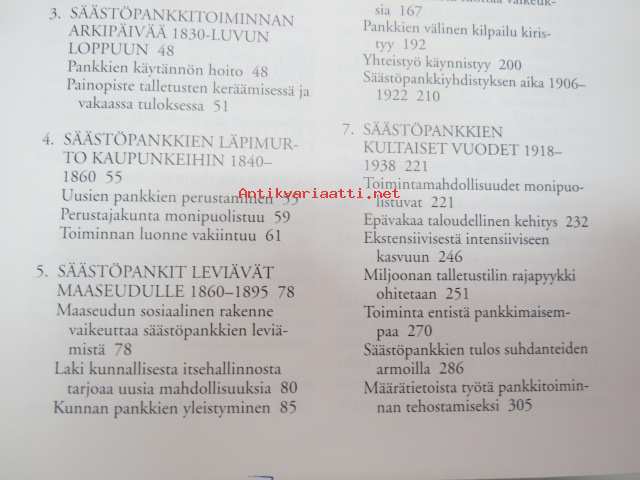 3. SÄÄSTÖPANKKITOIMINNAN
ARKIPÄIVÄÄ 1830-LUVUN
LOPPUUN 48
Pankkien käytännön hoito 48
Painopiste talletusten keräämisessä ja
vakaassa tuloksessa 51
4. SÄÄSTÖPANKKIEN LÄPIMUR-
TO KAUPUNKEIHIN 1840–
1860 55
Uusien pankkien perustaminen 55
Perustajakunta monipuolistuu 59
Toiminnan luonne vakiintuu 61
5. SÄÄSTÖPANKIT LEVIÄVÄT
MAASEUDULLE 1860–1895 78
Maaseudun sosiaalinen rakenne
vaikeuttaa säästöpankkien leviä-
mistä 78
Laki kunnallisesta itsehallinnosta
tarjoaa uusia mahdollisuuksia 80
Kunnan pankkien yleistyminen 85
sia 167
Pankkien välinen kilpailu kiris-
tyy 192
Yhteistyö käynnistyy 200
Säästöpankkiyhdistyksen aika 1906–
1922 210
7. SÄÄSTÖPANKKIEN
KULTAISET VUODET 1918–
1938 221
Toimintamahdollisuudet monipuo-
listuvat 221
Epävakaa taloudellinen kehitys 232
Ekstensiivisestä intensiiviseen
kasvuun 246
Miljoonan talletustilin rajapyykki
ohitetaan 251
Toiminta entistä pankkimaisem-
paa 270
Säästöpankkien tulos suhdanteiden
armoilla 286
Määrätietoista työtä pankkitoimin-
nan tehostamiseksi 305
Antikvariaatti.net